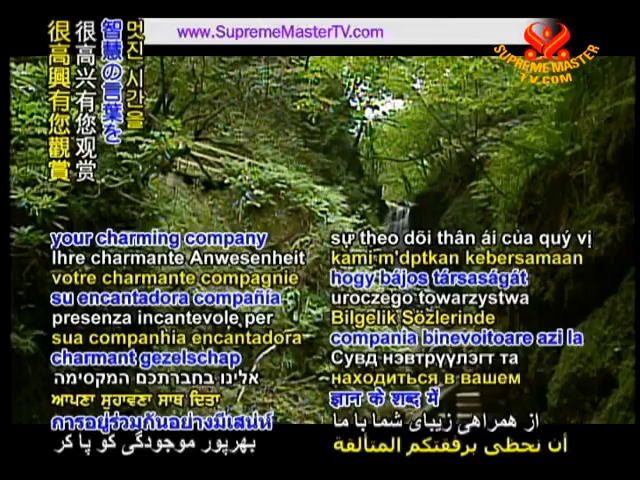 www.SupremeMasterTV.com
SUPREME MASTER
TV.COM
멋진 시간을
智慧の言葉を
很高兴有您观赏
很高興有您觀賞
your charming company
Ihre charmante Anwesenheit
votre charmante compagnie
su encantadora compañía
presenza incantevole per
sua companhia encantadora
charmant gezelschap
אלינו בחברתכם המקסימה
ਆਪਣਾ ਸੁਹਾਵਣਾ ਸਾਥ ਦਿਤਾ
การอยู่ร่วมกันอย่างมีเสน่ห์
بھرپور موجودگی کو پا کر
sự theo dõi thân ái của quý vị
kami m'dptkan kebersamaan
hogy bájos társaságát
uroczego towarzystwa
Bilgelik Sözlerinde
compania binevoitoare azi la
Сувд нэвтрүүлэгт та
находиться в вашем
ज्ञान के शब्द में
از همراهی زیبای شما با ما
أن نحظى برفقتكم المتألقة